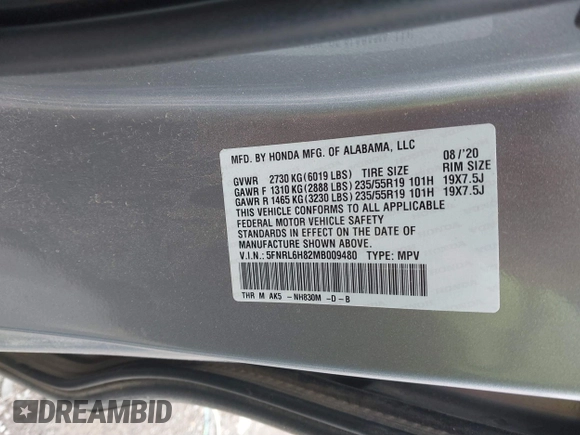 MFD. BY HONDA MFG. OF ALABAMA, LLC 08/'20
GVWR 2730 KG (6019 LBS) TIRE SIZE RIM SIZE
GAWR F 1310 KG (2888 LBS) 235/55R19 101H 19X7.5J
GAWR R 1465 KG (3230 LBS) 235/55R19 101H 19X7.5J
THIS VEHICLE CONFORMS TO ALL APPLICABLE
FEDERAL MOTOR VEHICLE SAFETY
STANDARDS IN EFFECT ON THE DATE OF
MANUFACTURE SHOWN ABOVE.
V.I.N.: 5FNRL6H82MB009480 TYPE: MPV
THR M AK5 -NH830M -D-B
DREAMBID